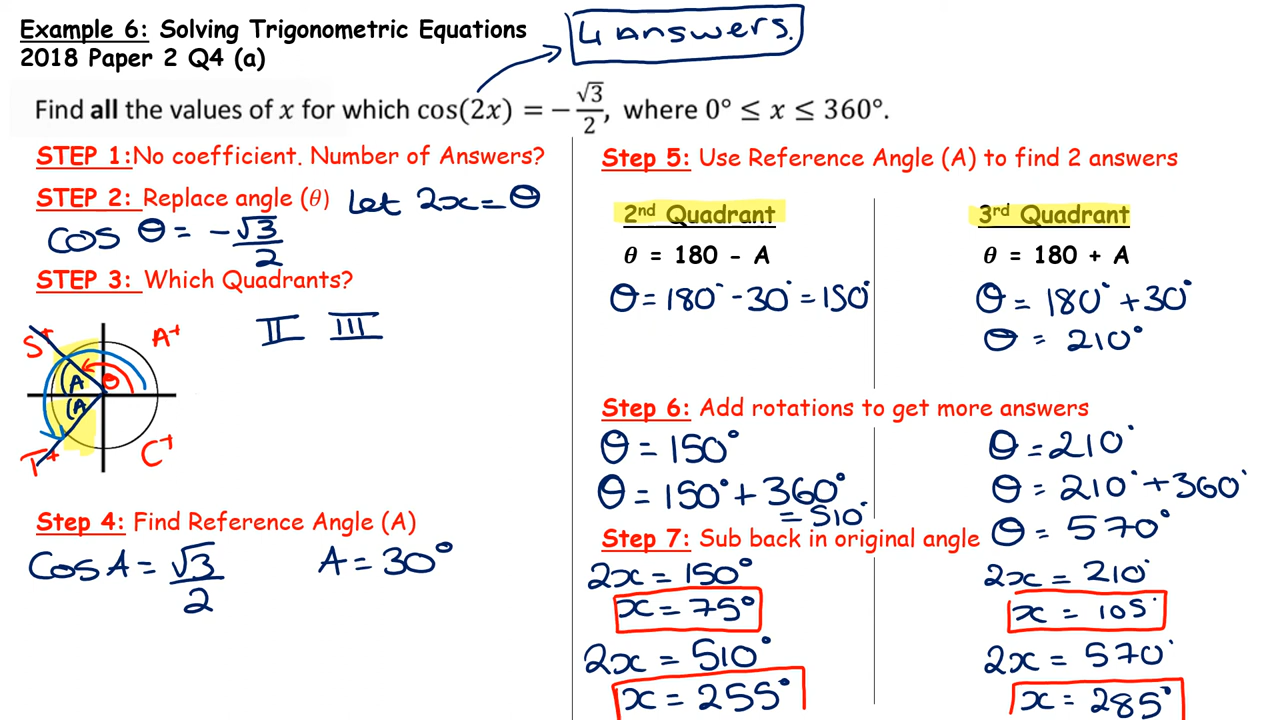 Example 6: Solving Trigonometric Equations
2018 Paper 2 Q4 (a)
4 answers.
Find all the values of x for which cos(2x) = −√3/2, where 0° ≤ x ≤ 360°.
STEP 1:No coefficient. Number of Answers?
STEP 2: Replace angle (θ) Let 2x = θ
cos θ = −√3/2
STEP 3: Which Quadrants?
II III
S+
A+
A
θ
A
T+
C+
Step 4: Find Reference Angle (A)
cos A = √3/2 A = 30°
Step 5: Use Reference Angle (A) to find 2 answers
2nd Quadrant
θ = 180 - A
θ = 180° - 30° = 150°
3rd Quadrant
θ = 180 + A
θ = 180° + 30°
θ = 210°
Step 6: Add rotations to get more answers
θ = 150°
θ = 150° + 360°
= 510°
θ = 210°
θ = 210° + 360°
θ = 570°
Step 7: Sub back in original angle
2x = 150°
x = 75°
2x = 510°
x = 255°
2x = 210°
x = 105°
2x = 570°
x = 285°